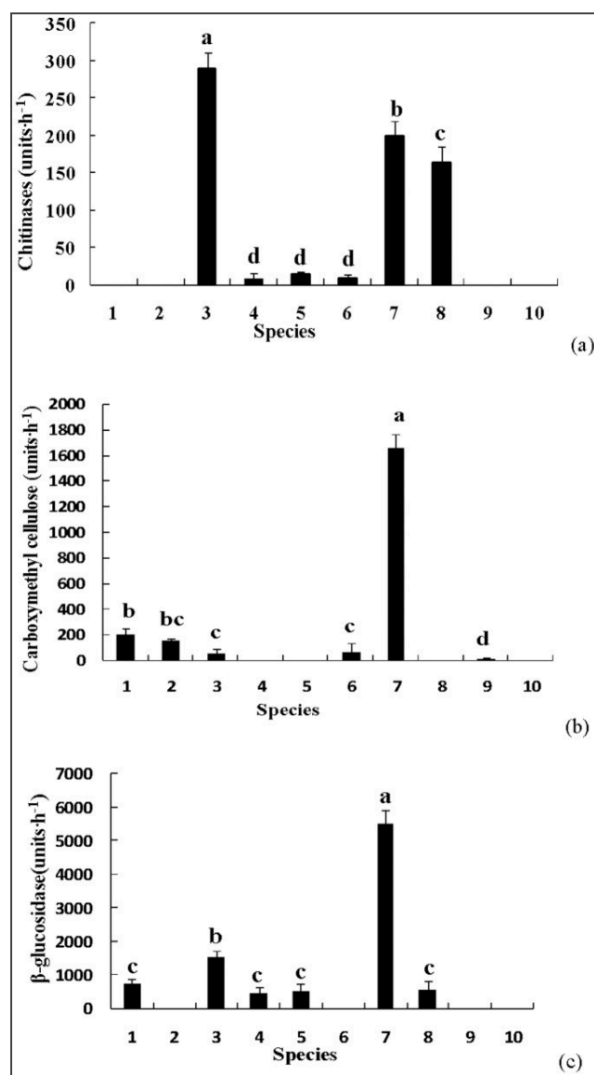 350
300
250
200
150
100
50
0
Chitinases (units·h⁻¹)
a
d
d
d
b
c
1 2 3 4 5 6 7 8 9 10
Species
(a)
2000
1800
1600
1400
1200
1000
800
600
400
200
0
Carboxymethyl cellulose (units·h⁻¹)
b
bc
c
c
a
d
1 2 3 4 5 6 7 8 9 10
Species
(b)
7000
6000
5000
4000
3000
2000
1000
0
β-glucosidase(units·h⁻¹)
c
b
c
c
a
c
1 2 3 4 5 6 7 8 9 10
Species
(c)